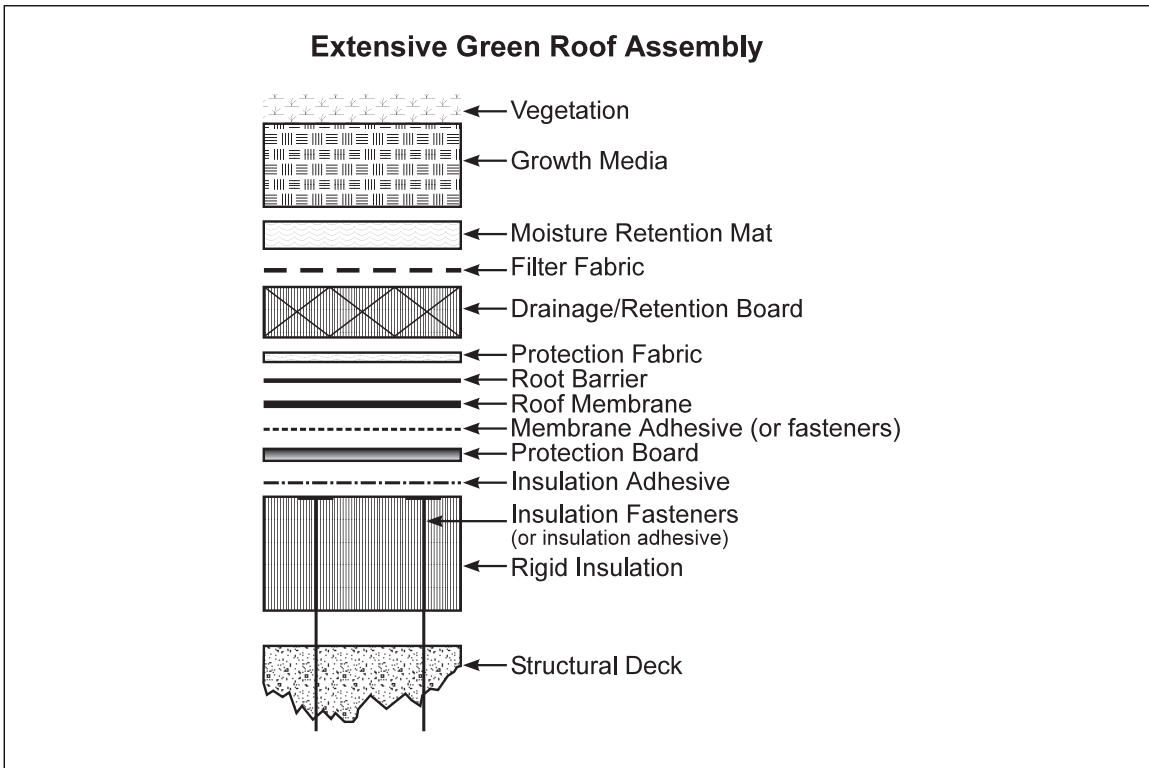 Extensive Green Roof Assembly
Vegetation
Growth Media
Moisture Retention Mat
Filter Fabric
Drainage/Retention Board
Protection Fabric
Root Barrier
Roof Membrane
Membrane Adhesive (or fasteners)
Protection Board
Insulation Adhesive
Insulation Fasteners
(or insulation adhesive)
Rigid Insulation
Structural Deck